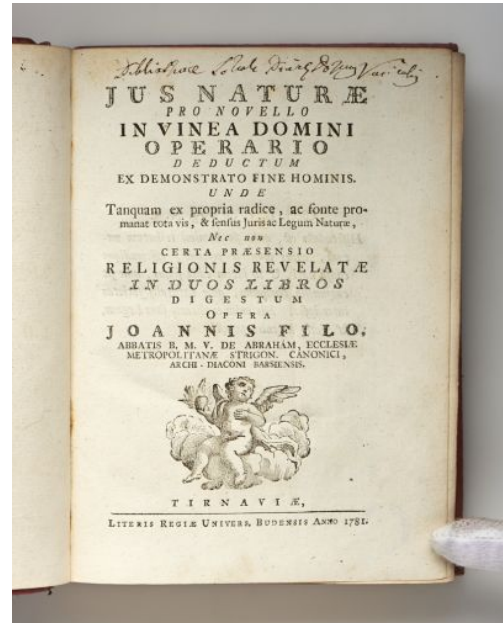 JUS NATURÆ
PRO NOVELLO
IN VINEA DOMINI
OPERARIO
DEDUCTUM
EX DEMONSTRATO FINE HOMINIS.
UNDE
Tanquam ex propria radice, ac fonte pro-
manat tota vis, & sensus Juris ac Legum Naturæ,
Nec non
CERTA PRÆSENSIO
RELIGIONIS REVELATÆ
IN DUOS LIBROS
DIGESTUM
OPERA
JOANNIS FILO,
ABBATIS B. M. V. DE ABRAHÁM, ECCLESIÆ
METROPOLITANÆ STRIGON. CANONICI,
ARCHI-DIACONI BARSIENSIS.
TIRNAVIÆ,
LITERIS REGIÆ UNIVERS. BUDENSIS ANNO 1781.